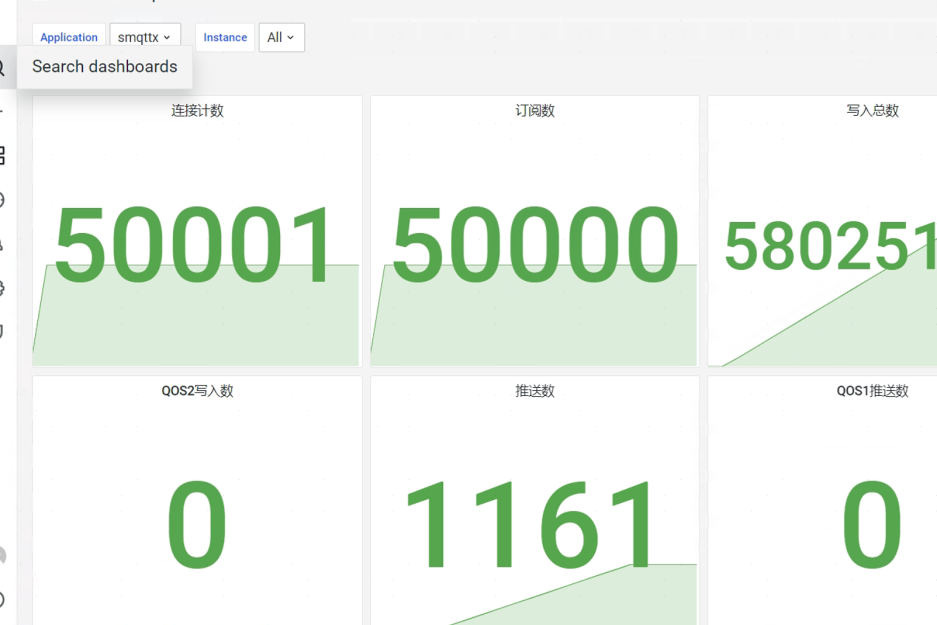 Application
smqttx
Instance
All
Search dashboards
连接计数
订阅数
写入总数
50001
50000
580251
QOS2写入数
推送数
QOS1推送数
0
1161
0